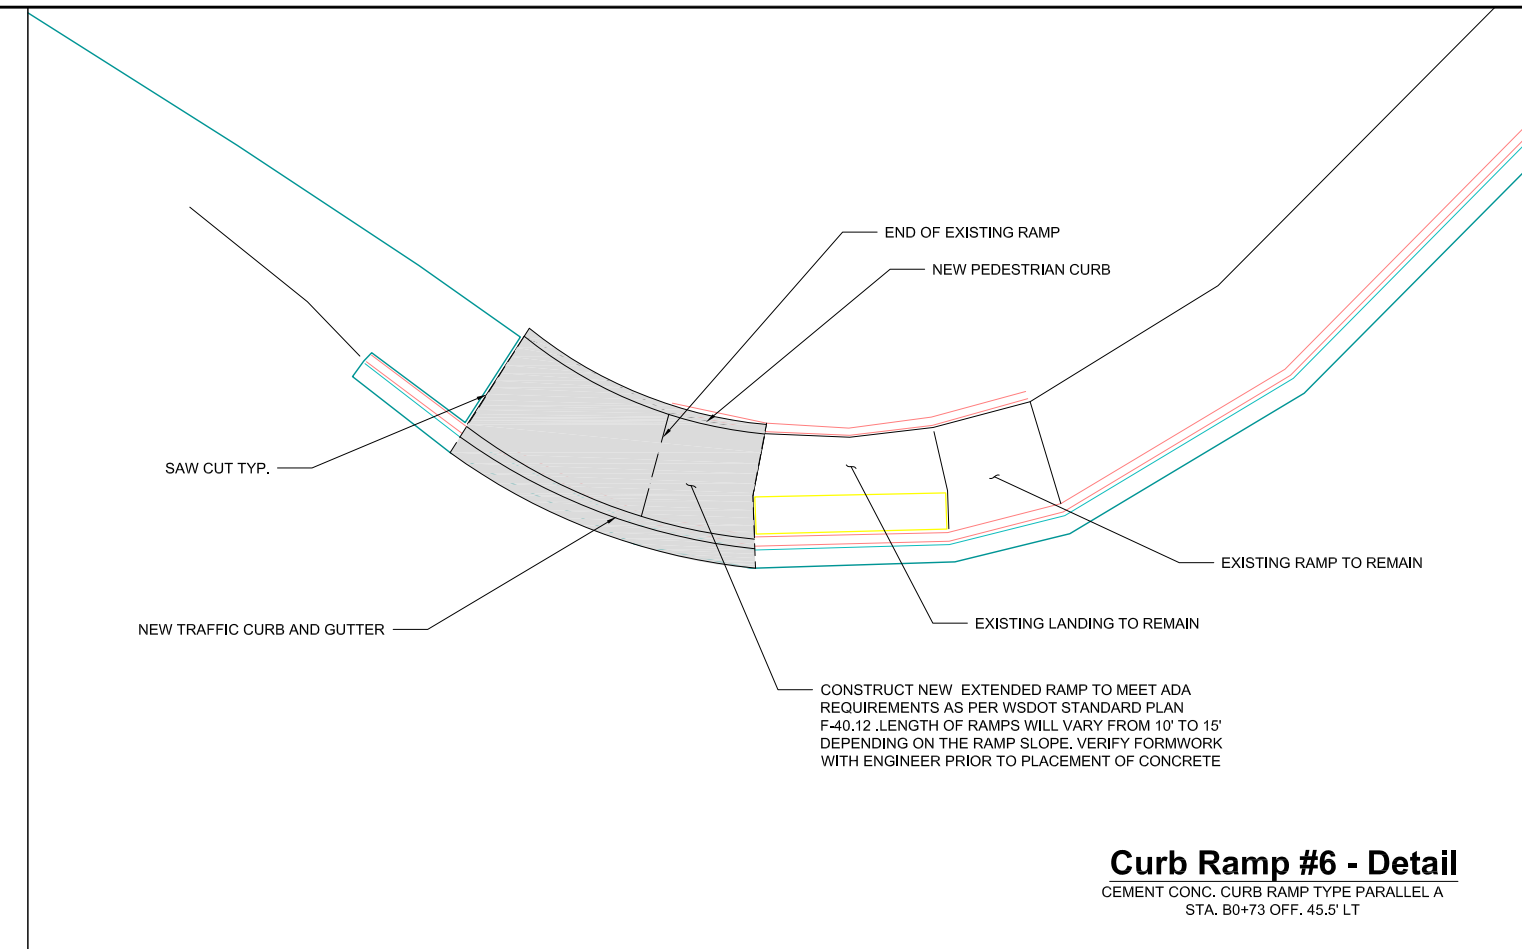 END OF EXISTING RAMP
NEW PEDESTRIAN CURB
SAW CUT TYP.
EXISTING RAMP TO REMAIN
NEW TRAFFIC CURB AND GUTTER
EXISTING LANDING TO REMAIN
CONSTRUCT NEW  EXTENDED RAMP TO MEET ADA
REQUIREMENTS AS PER WSDOT STANDARD PLAN
F-40.12 .LENGTH OF RAMPS WILL VARY FROM 10' TO 15'
DEPENDING ON THE RAMP SLOPE. VERIFY FORMWORK
WITH ENGINEER PRIOR TO PLACEMENT OF CONCRETE
Curb Ramp #6 - Detail
CEMENT CONC. CURB RAMP TYPE PARALLEL A
STA. B0+73 OFF. 45.5' LT